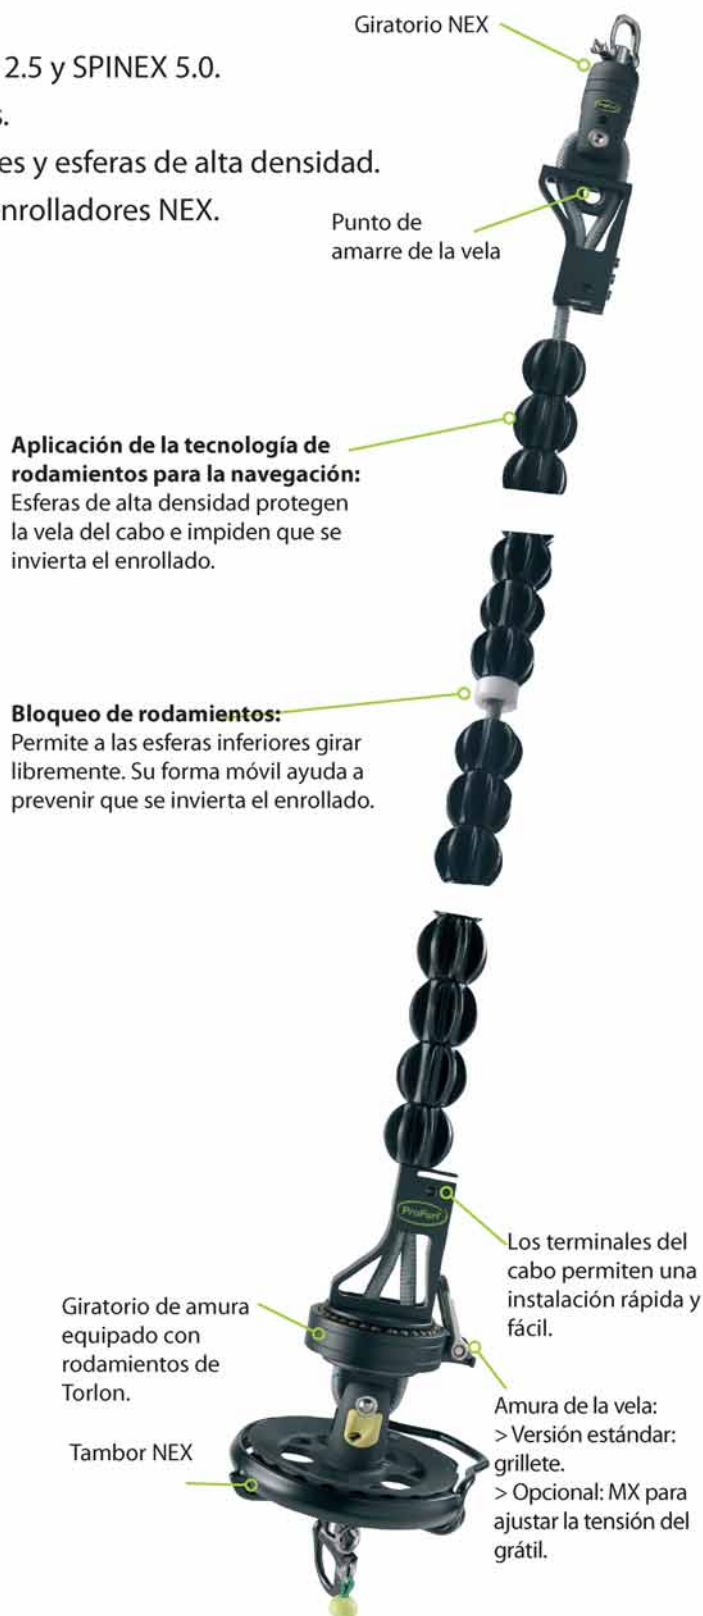 Giratorio NEX
2.5 y SPINEX 5.0.
s.
es y esferas de alta densidad.
nrolladores NEX.
Punto de
amarre de la vela
Aplicación de la tecnología de
rodamientos para la navegación:
Esferas de alta densidad protegen
la vela del cabo e impiden que se
invierta el enrollado.
Bloqueo de rodamientos:
Permite a las esferas inferiores girar
libremente. Su forma móvil ayuda a
prevenir que se invierta el enrollado.
ProFurl
Los terminales del
cabo permiten una
instalación rápida y
fácil.
Giratorio de amura
equipado con
rodamientos de
Torlon.
Amura de la vela:
> Versión estándar:
grillete.
> Opcional: MX para
ajustar la tensión del
grátil.
Tambor NEX